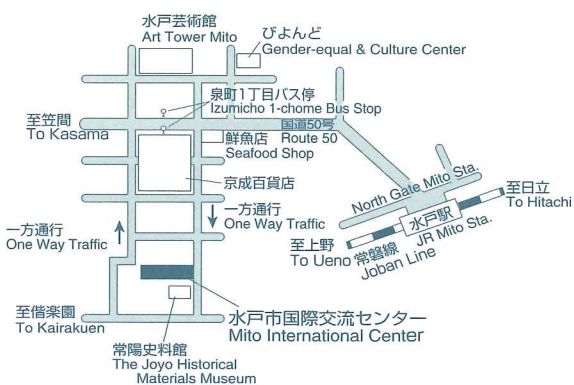 水戸芸術館
Art Tower Mito
びよんど
Gender-equal & Culture Center
泉町1丁目バス停
Izumicho 1-chome Bus Stop
至笠間
To Kasama
国道50号
Route 50
鮮魚店
Seafood Shop
京成百貨店
North Gate Mito Sta.
至日立
To Hitachi
水戸駅
JR Mito Sta.
一方通行
One Way Traffic
一方通行
One Way Traffic
至上野
To Ueno
常磐線
Joban Line
至偕楽園
To Kairakuen
水戸市国際交流センター
Mito International Center
常陽史料館
The Joyo Historical
Materials Museum